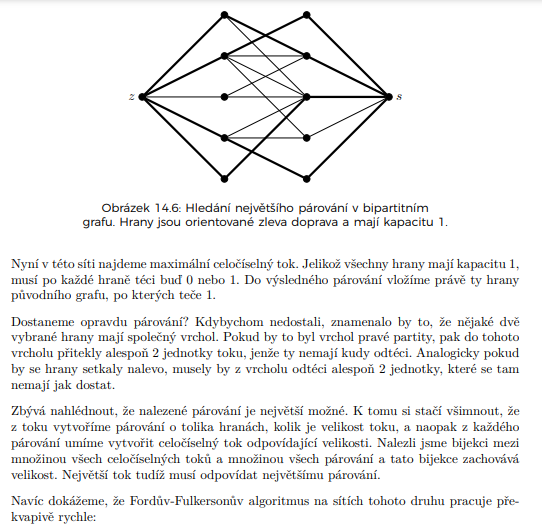 z
s
Obrázek 14.6: Hledání největšího párování v bipartitním
grafu. Hrany jsou orientované zleva doprava a mají kapacitu 1.
Nyní v této síti najdeme maximální celočíselný tok. Jelikož všechny hrany mají kapacitu 1,
musí po každé hraně téci buď 0 nebo 1. Do výsledného párování vložíme právě ty hrany
původního grafu, po kterých teče 1.
Dostaneme opravdu párování? Kdybychom nedostali, znamenalo by to, že nějaké dvě
vybrané hrany mají společný vrchol. Pokud by to byl vrchol pravé partity, pak do tohoto
vrcholu přitekly alespoň 2 jednotky toku, jenže ty nemají kudy odtéci. Analogicky pokud
by se hrany setkaly nalevo, musely by z vrcholu odtéci alespoň 2 jednotky, které se tam
nemají jak dostat.
Zbývá nahlédnout, že nalezené párování je největší možné. K tomu si stačí všimnout, že
z toku vytvoříme párování o tolika hranách, kolik je velikost toku, a naopak z každého
párování umíme vytvořit celočíselný tok odpovídající velikosti. Nalezli jsme bijekci mezi
množinou všech celočíselných toků a množinou všech párování a tato bijekce zachovává
velikost. Největší tok tudíž musí odpovídat největšímu párování.
Navíc dokážeme, že Fordův-Fulkersonův algoritmus na sítích tohoto druhu pracuje pře-
kvapivě rychle: